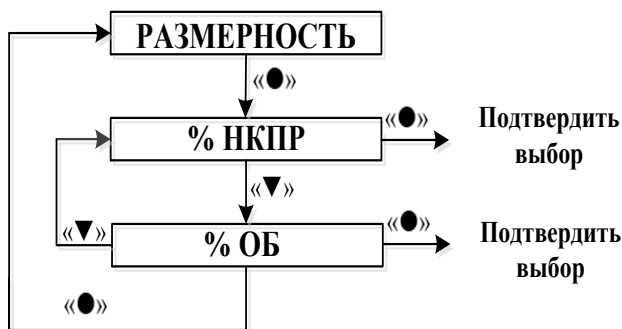 РАЗМЕРНОСТЬ
«●»
% НКПР
«●»
Подтвердить
выбор
«▼»
«▼»
% ОБ
«●»
Подтвердить
выбор
«●»